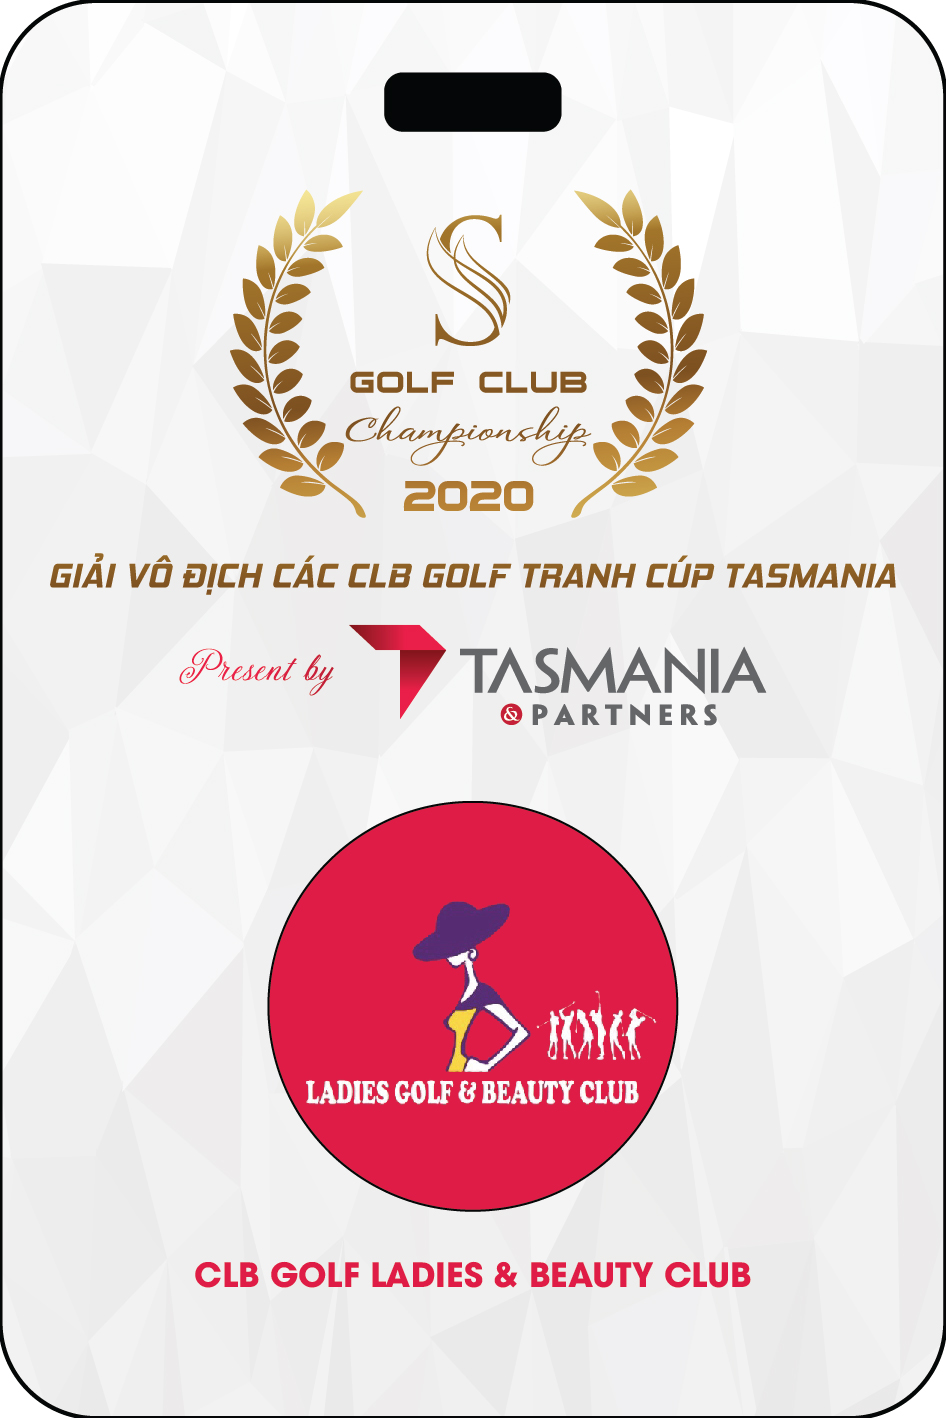 S
GOLF CLUB
Championship
2020
GIẢI VÔ ĐỊCH CÁC CLB GOLF TRANH CÚP TASMANIA
Present by TASMANIA
& PARTNERS
LADIES GOLF & BEAUTY CLUB
CLB GOLF LADIES & BEAUTY CLUB